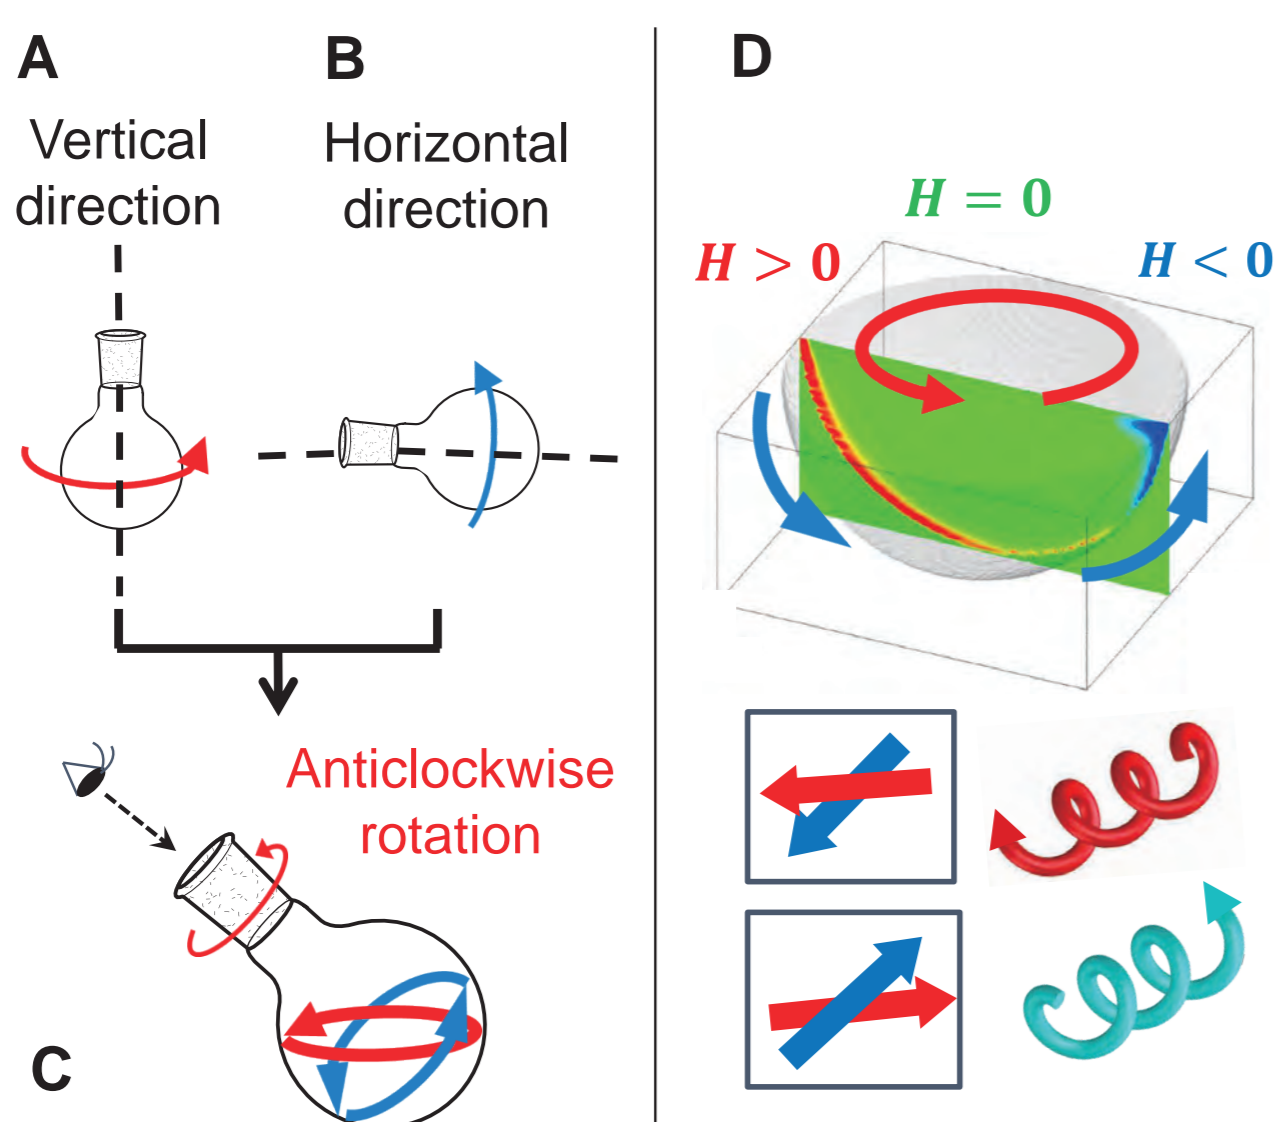 A
B
Vertical
direction
Horizontal
direction
Anticlockwise
rotation
C
D
H = 0
H > 0
H < 0